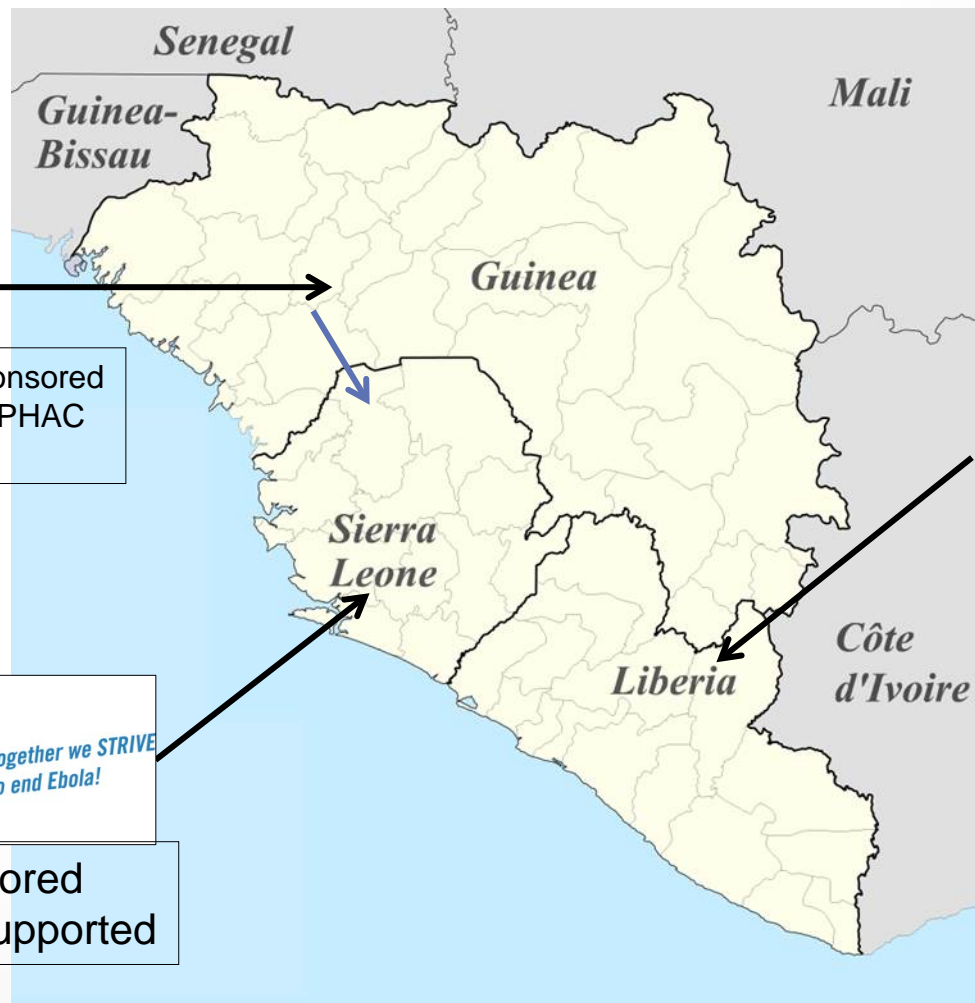 Senegal
Mali
Guinea-
Bissau
Guinea
onsored
PHAC
Sierra
Leone
Côte
d'Ivoire
Liberia
ogether we STRIVE
o end Ebola!
ored
upported